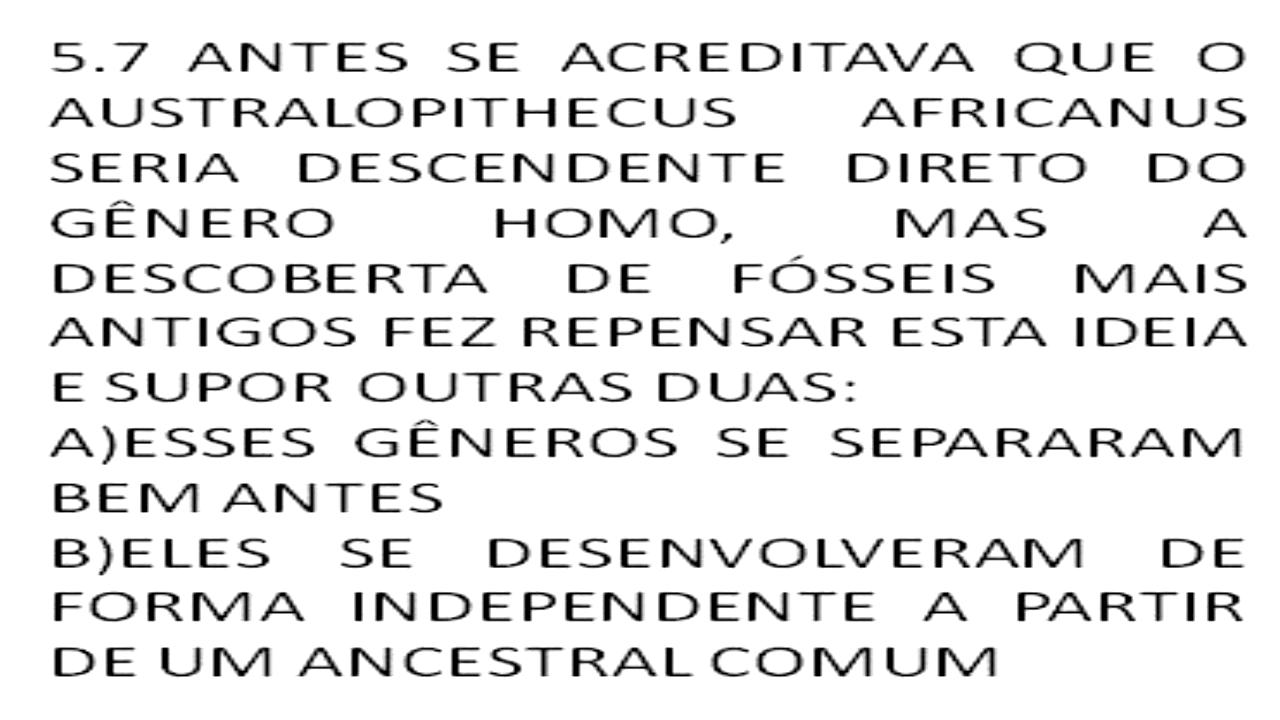 5.7 ANTES SE ACREDITAVA QUE O
AUSTRALOPITHECUS AFRICANUS
SERIA DESCENDENTE DIRETO DO
GÊNERO HOMO, MAS A
DESCOBERTA DE FÓSSEIS MAIS
ANTIGOS FEZ REPENSAR ESTA IDEIA
E SUPOR OUTRAS DUAS:
A)ESSES GÊNEROS SE SEPARARAM
BEM ANTES
B)ELES SE DESENVOLVERAM DE
FORMA INDEPENDENTE A PARTIR
DE UM ANCESTRAL COMUM